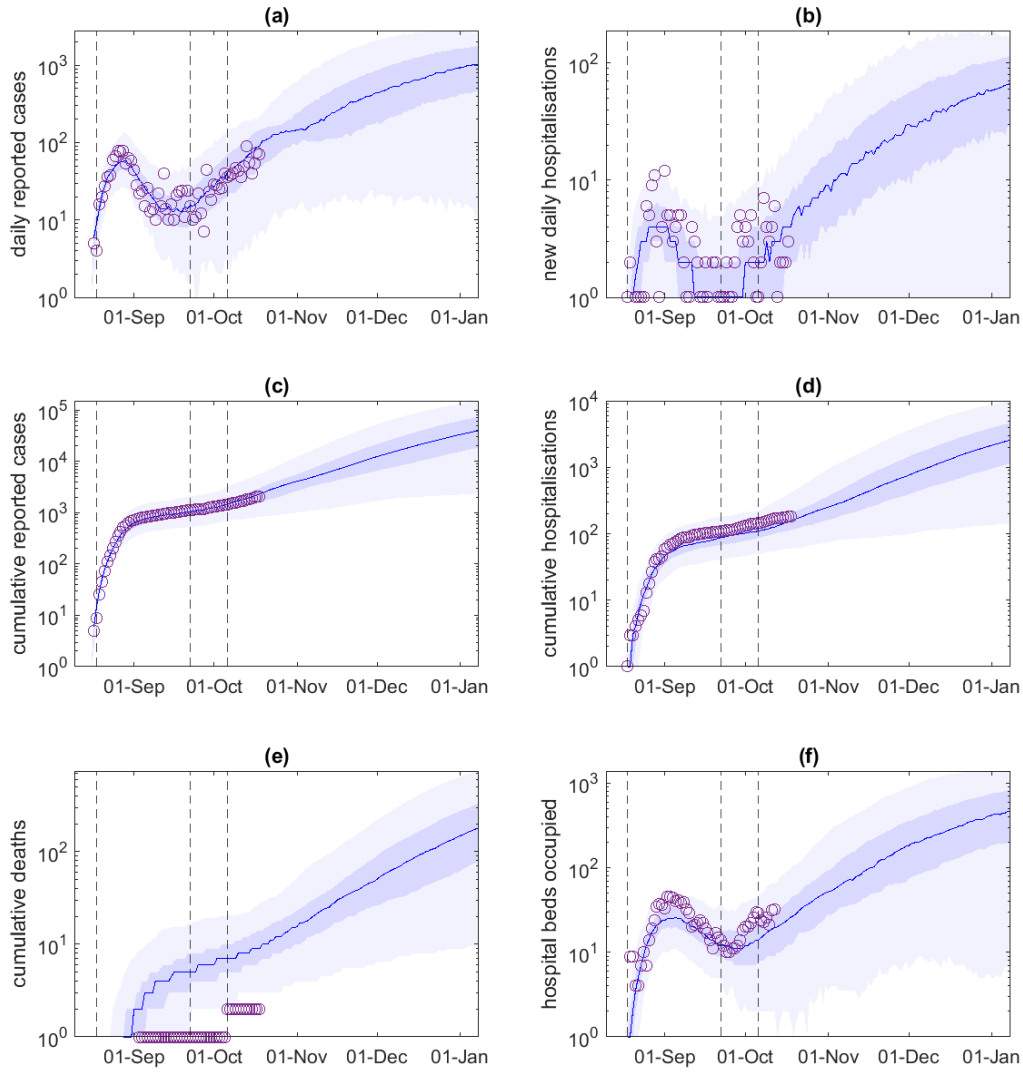 (a)
daily reported cases
10^3
10^2
10^1
10^0
01-Sep 01-Oct 01-Nov 01-Dec 01-Jan
(b)
new daily hospitalisations
10^2
10^1
10^0
01-Sep 01-Oct 01-Nov 01-Dec 01-Jan
(c)
cumulative reported cases
10^5
10^4
10^3
10^2
10^1
10^0
01-Sep 01-Oct 01-Nov 01-Dec 01-Jan
(d)
cumulative hospitalisations
10^4
10^3
10^2
10^1
10^0
01-Sep 01-Oct 01-Nov 01-Dec 01-Jan
(e)
cumulative deaths
10^2
10^1
10^0
01-Sep 01-Oct 01-Nov 01-Dec 01-Jan
(f)
hospital beds occupied
10^3
10^2
10^1
10^0
01-Sep 01-Oct 01-Nov 01-Dec 01-Jan